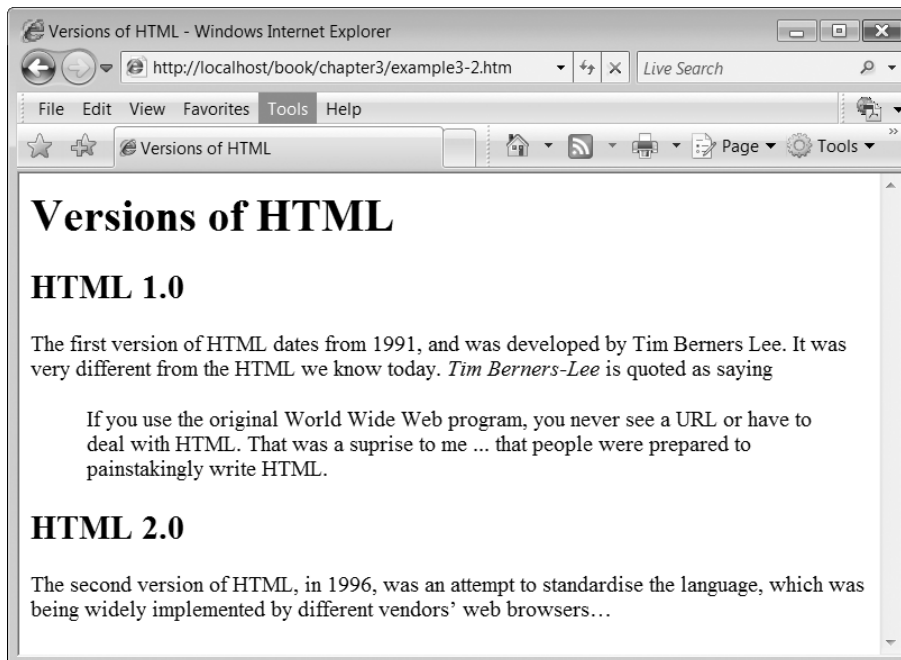 Versions of HTML - Windows Internet Explorer
http://localhost/book/chapter3/example3-2.htm
Live Search
File Edit View Favorites Tools Help
Versions of HTML
Page Tools
Versions of HTML
HTML 1.0
The first version of HTML dates from 1991, and was developed by Tim Berners Lee. It was
very different from the HTML we know today. Tim Berners-Lee is quoted as saying
If you use the original World Wide Web program, you never see a URL or have to
deal with HTML. That was a suprise to me ... that people were prepared to
painstakingly write HTML.
HTML 2.0
The second version of HTML, in 1996, was an attempt to standardise the language, which was
being widely implemented by different vendors’ web browsers…